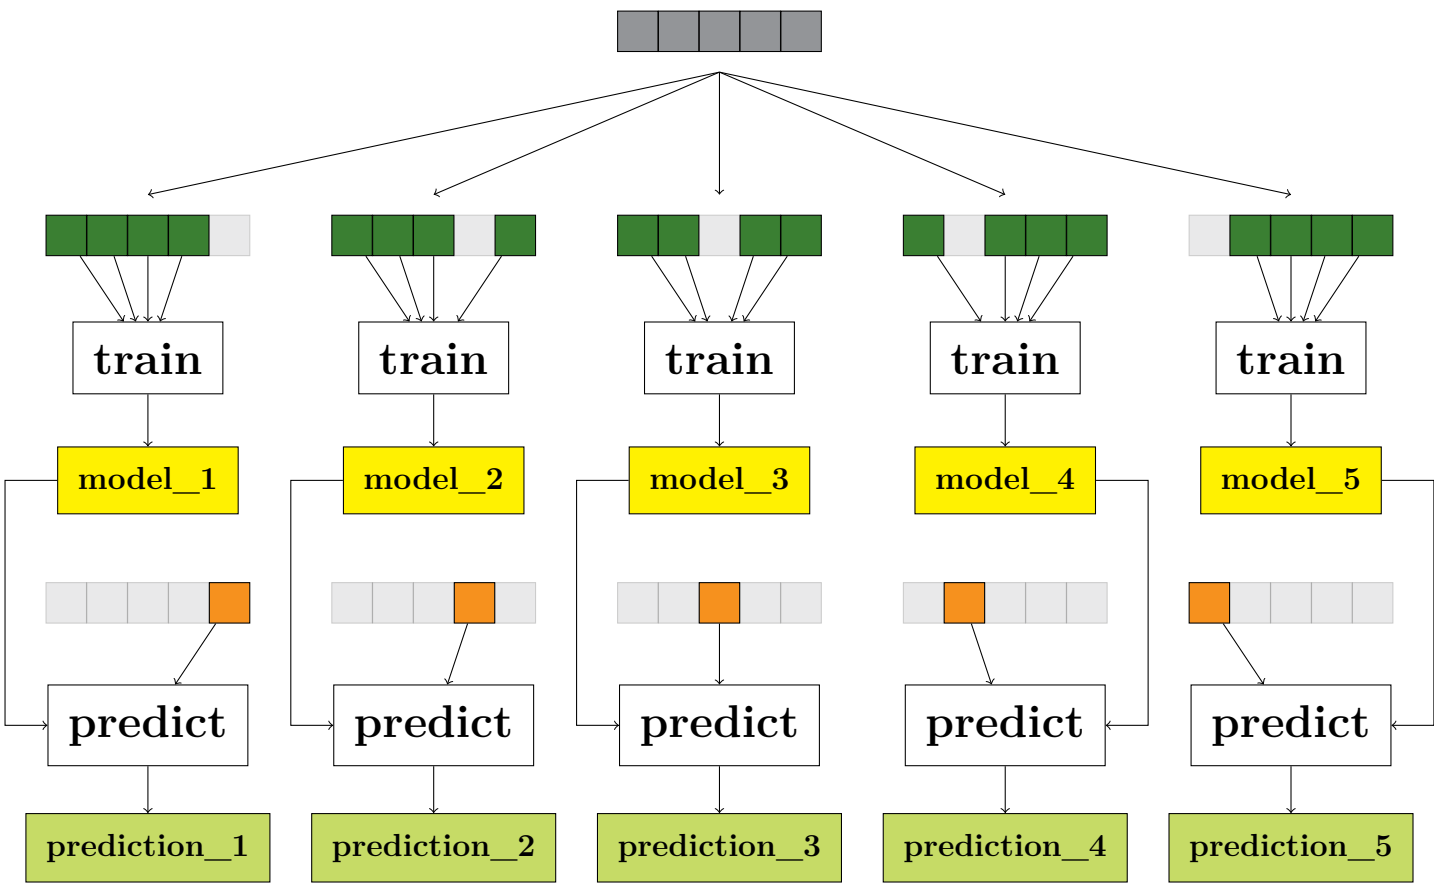 train train train train train
model_1 model_2 model_3 model_4 model_5
predict predict predict predict predict
prediction_1 prediction_2 prediction_3 prediction_4 prediction_5